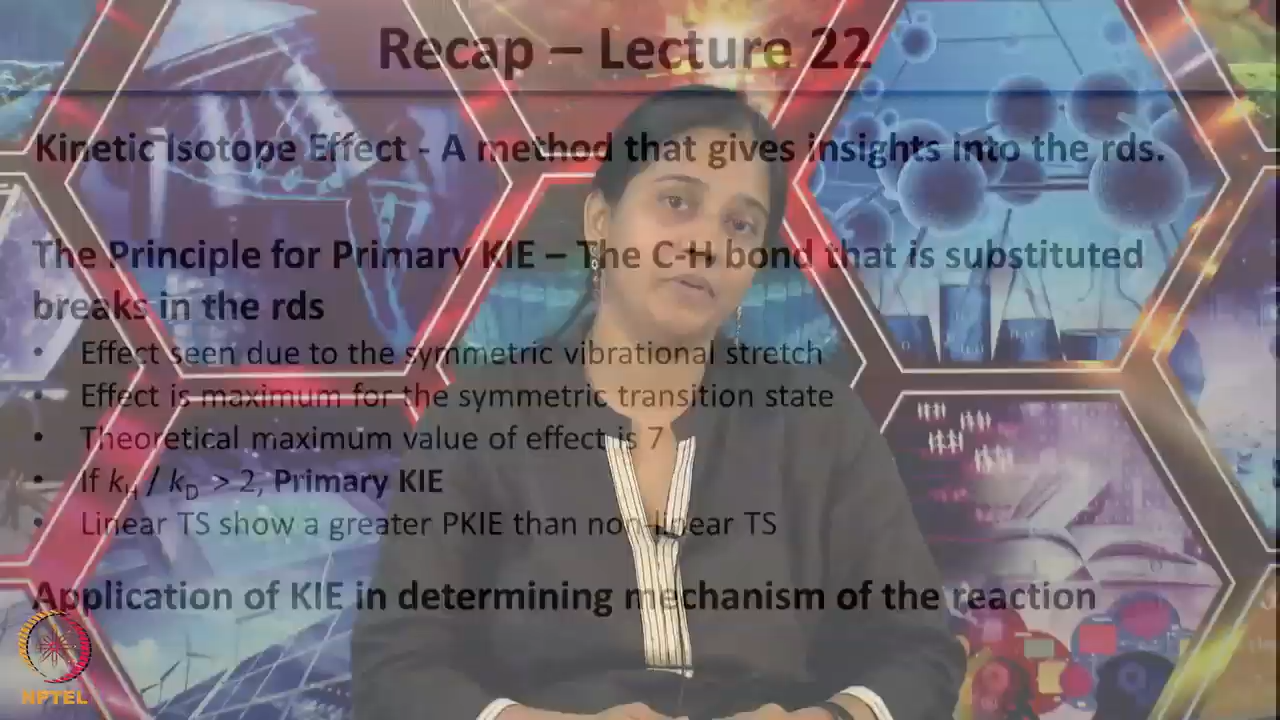 Recap – Lecture 22
Kinetic Isotope Effect - A method that gives insights into the rds.
The Principle for Primary KIE – The C-H bond that is substituted
breaks in the rds
• Effect seen due to the symmetric vibrational stretch
• Effect is maximum for the symmetric transition state
• Theoretical maximum value of effect is 7
• If kH / kD > 2, Primary KIE
• Linear TS show a greater PKIE than non-linear TS
Application of KIE in determining mechanism of the reaction
NPTEL